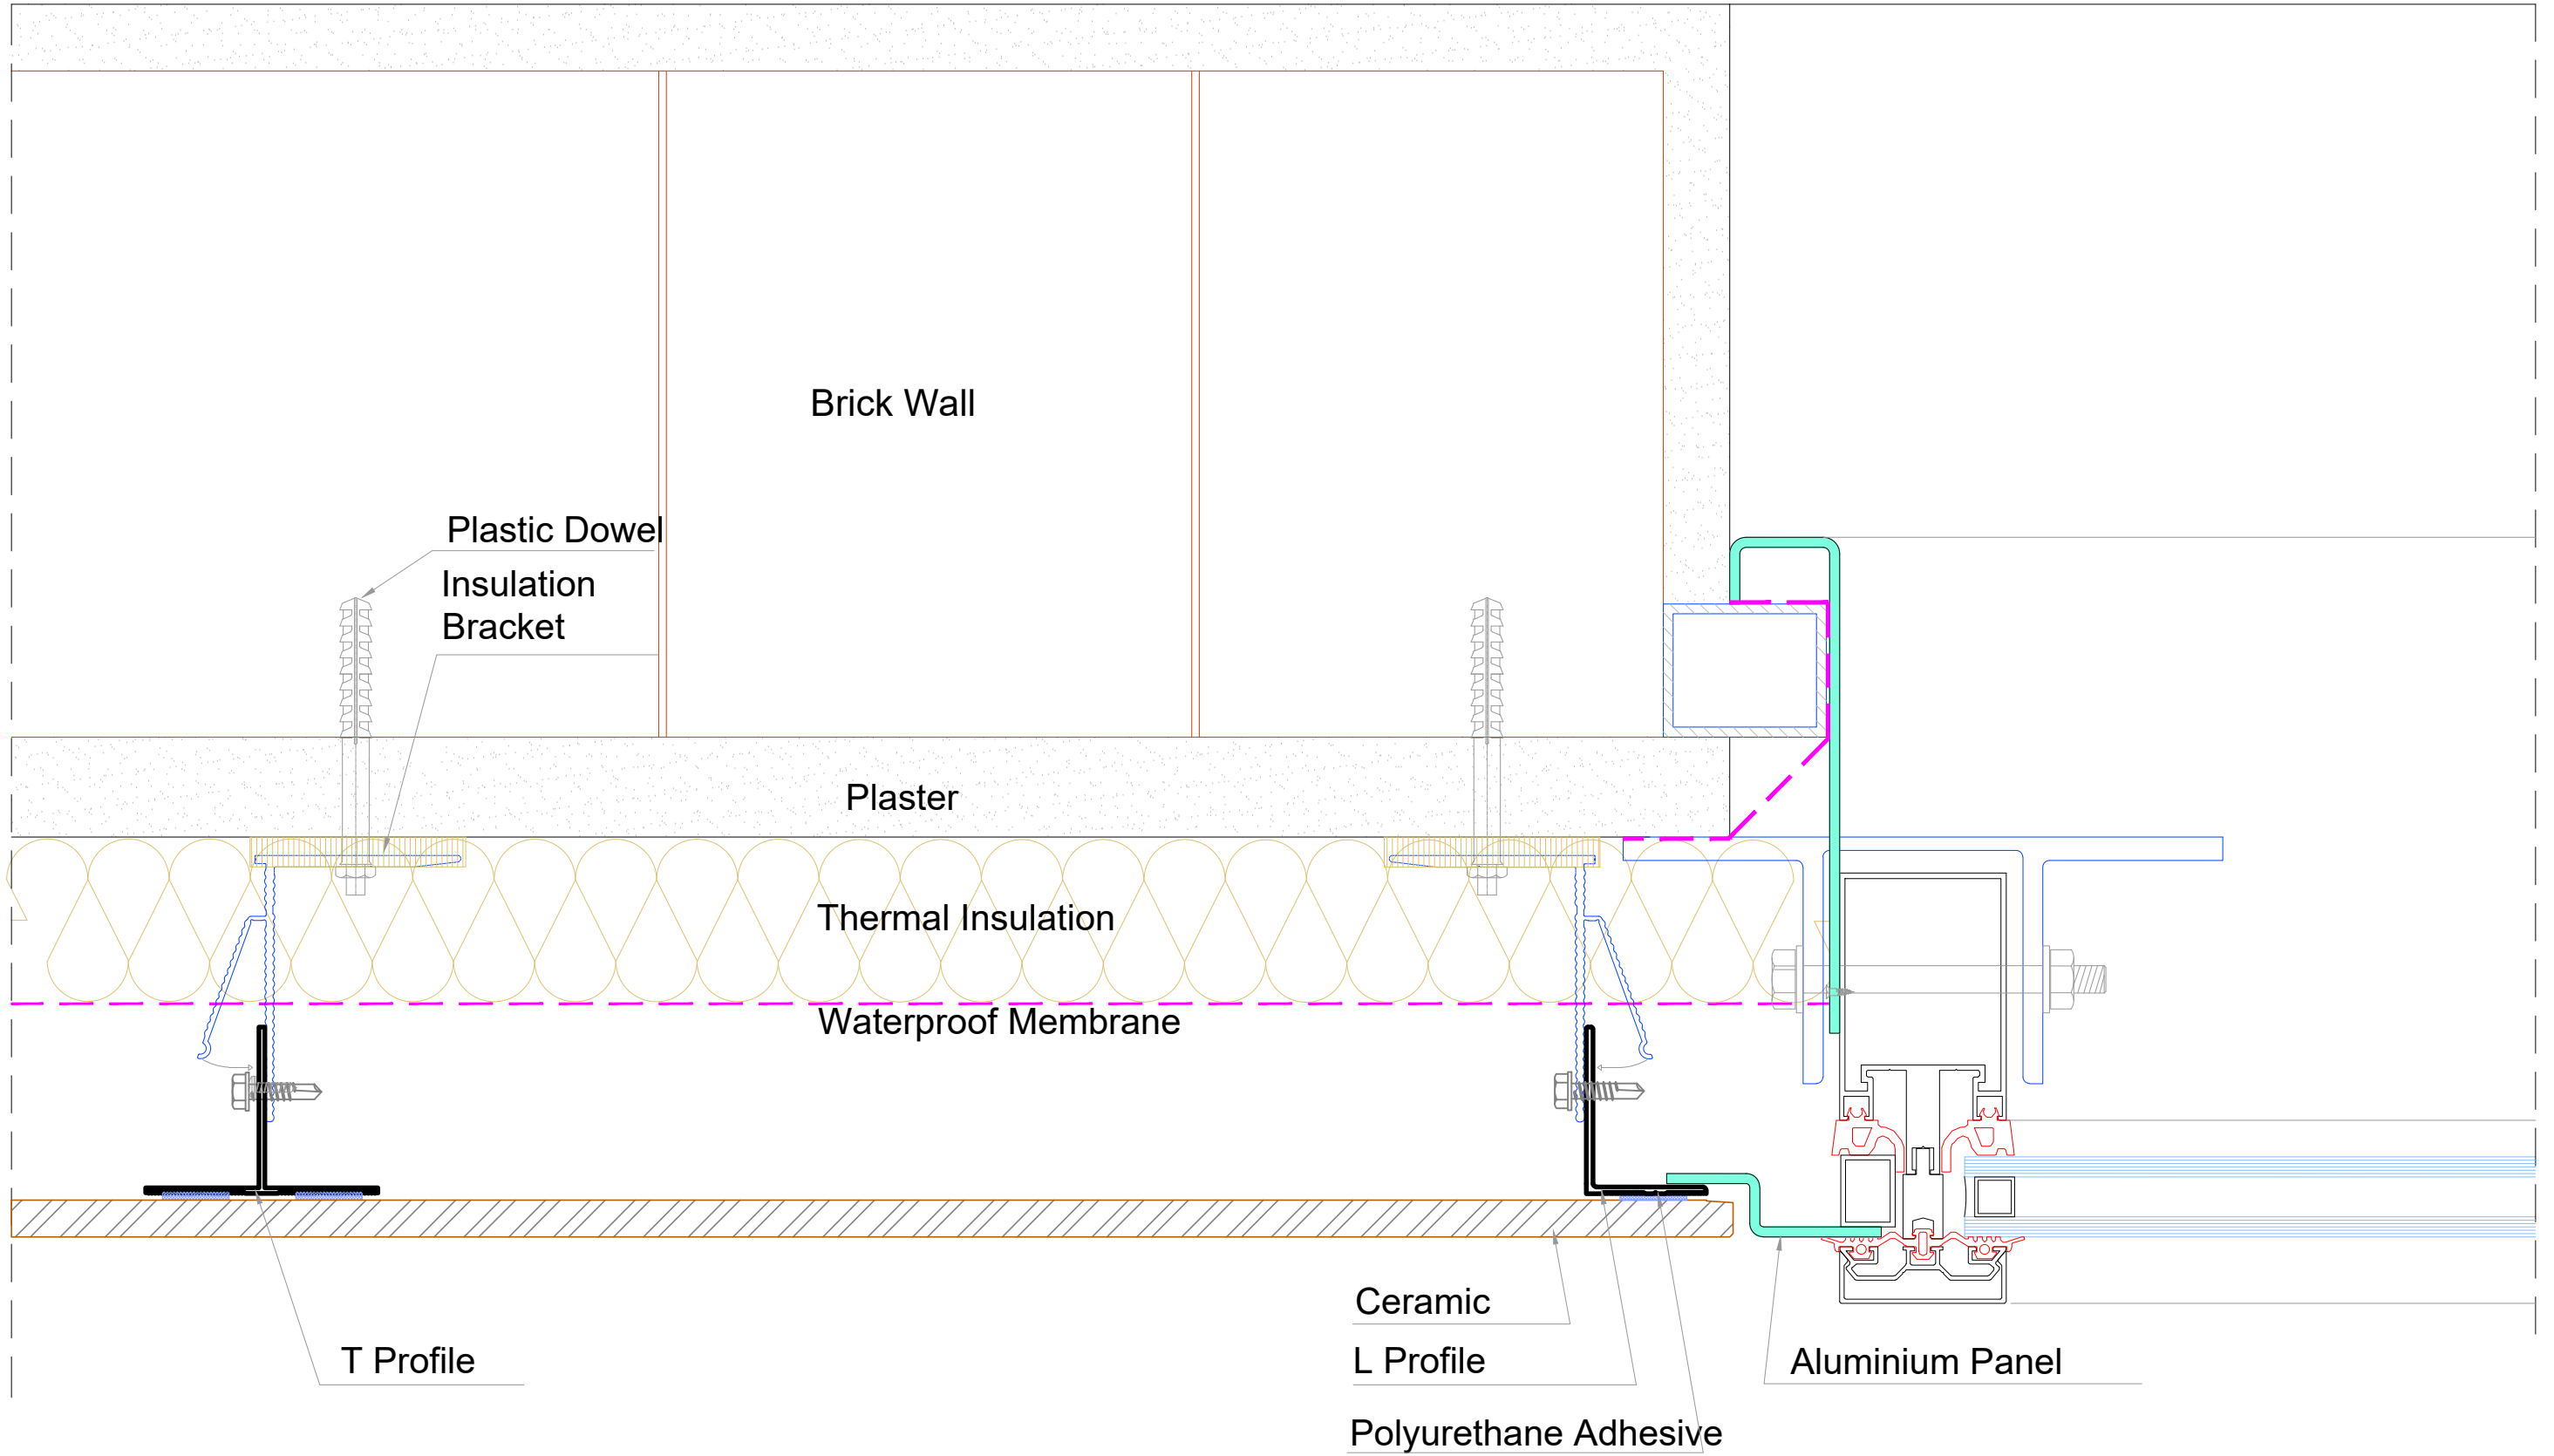 Brick Wall
Plastic Dowel
Insulation
Bracket
Plaster
Thermal Insulation
Waterproof Membrane
Ceramic
T Profile
L Profile
Aluminium Panel
Polyurethane Adhesive